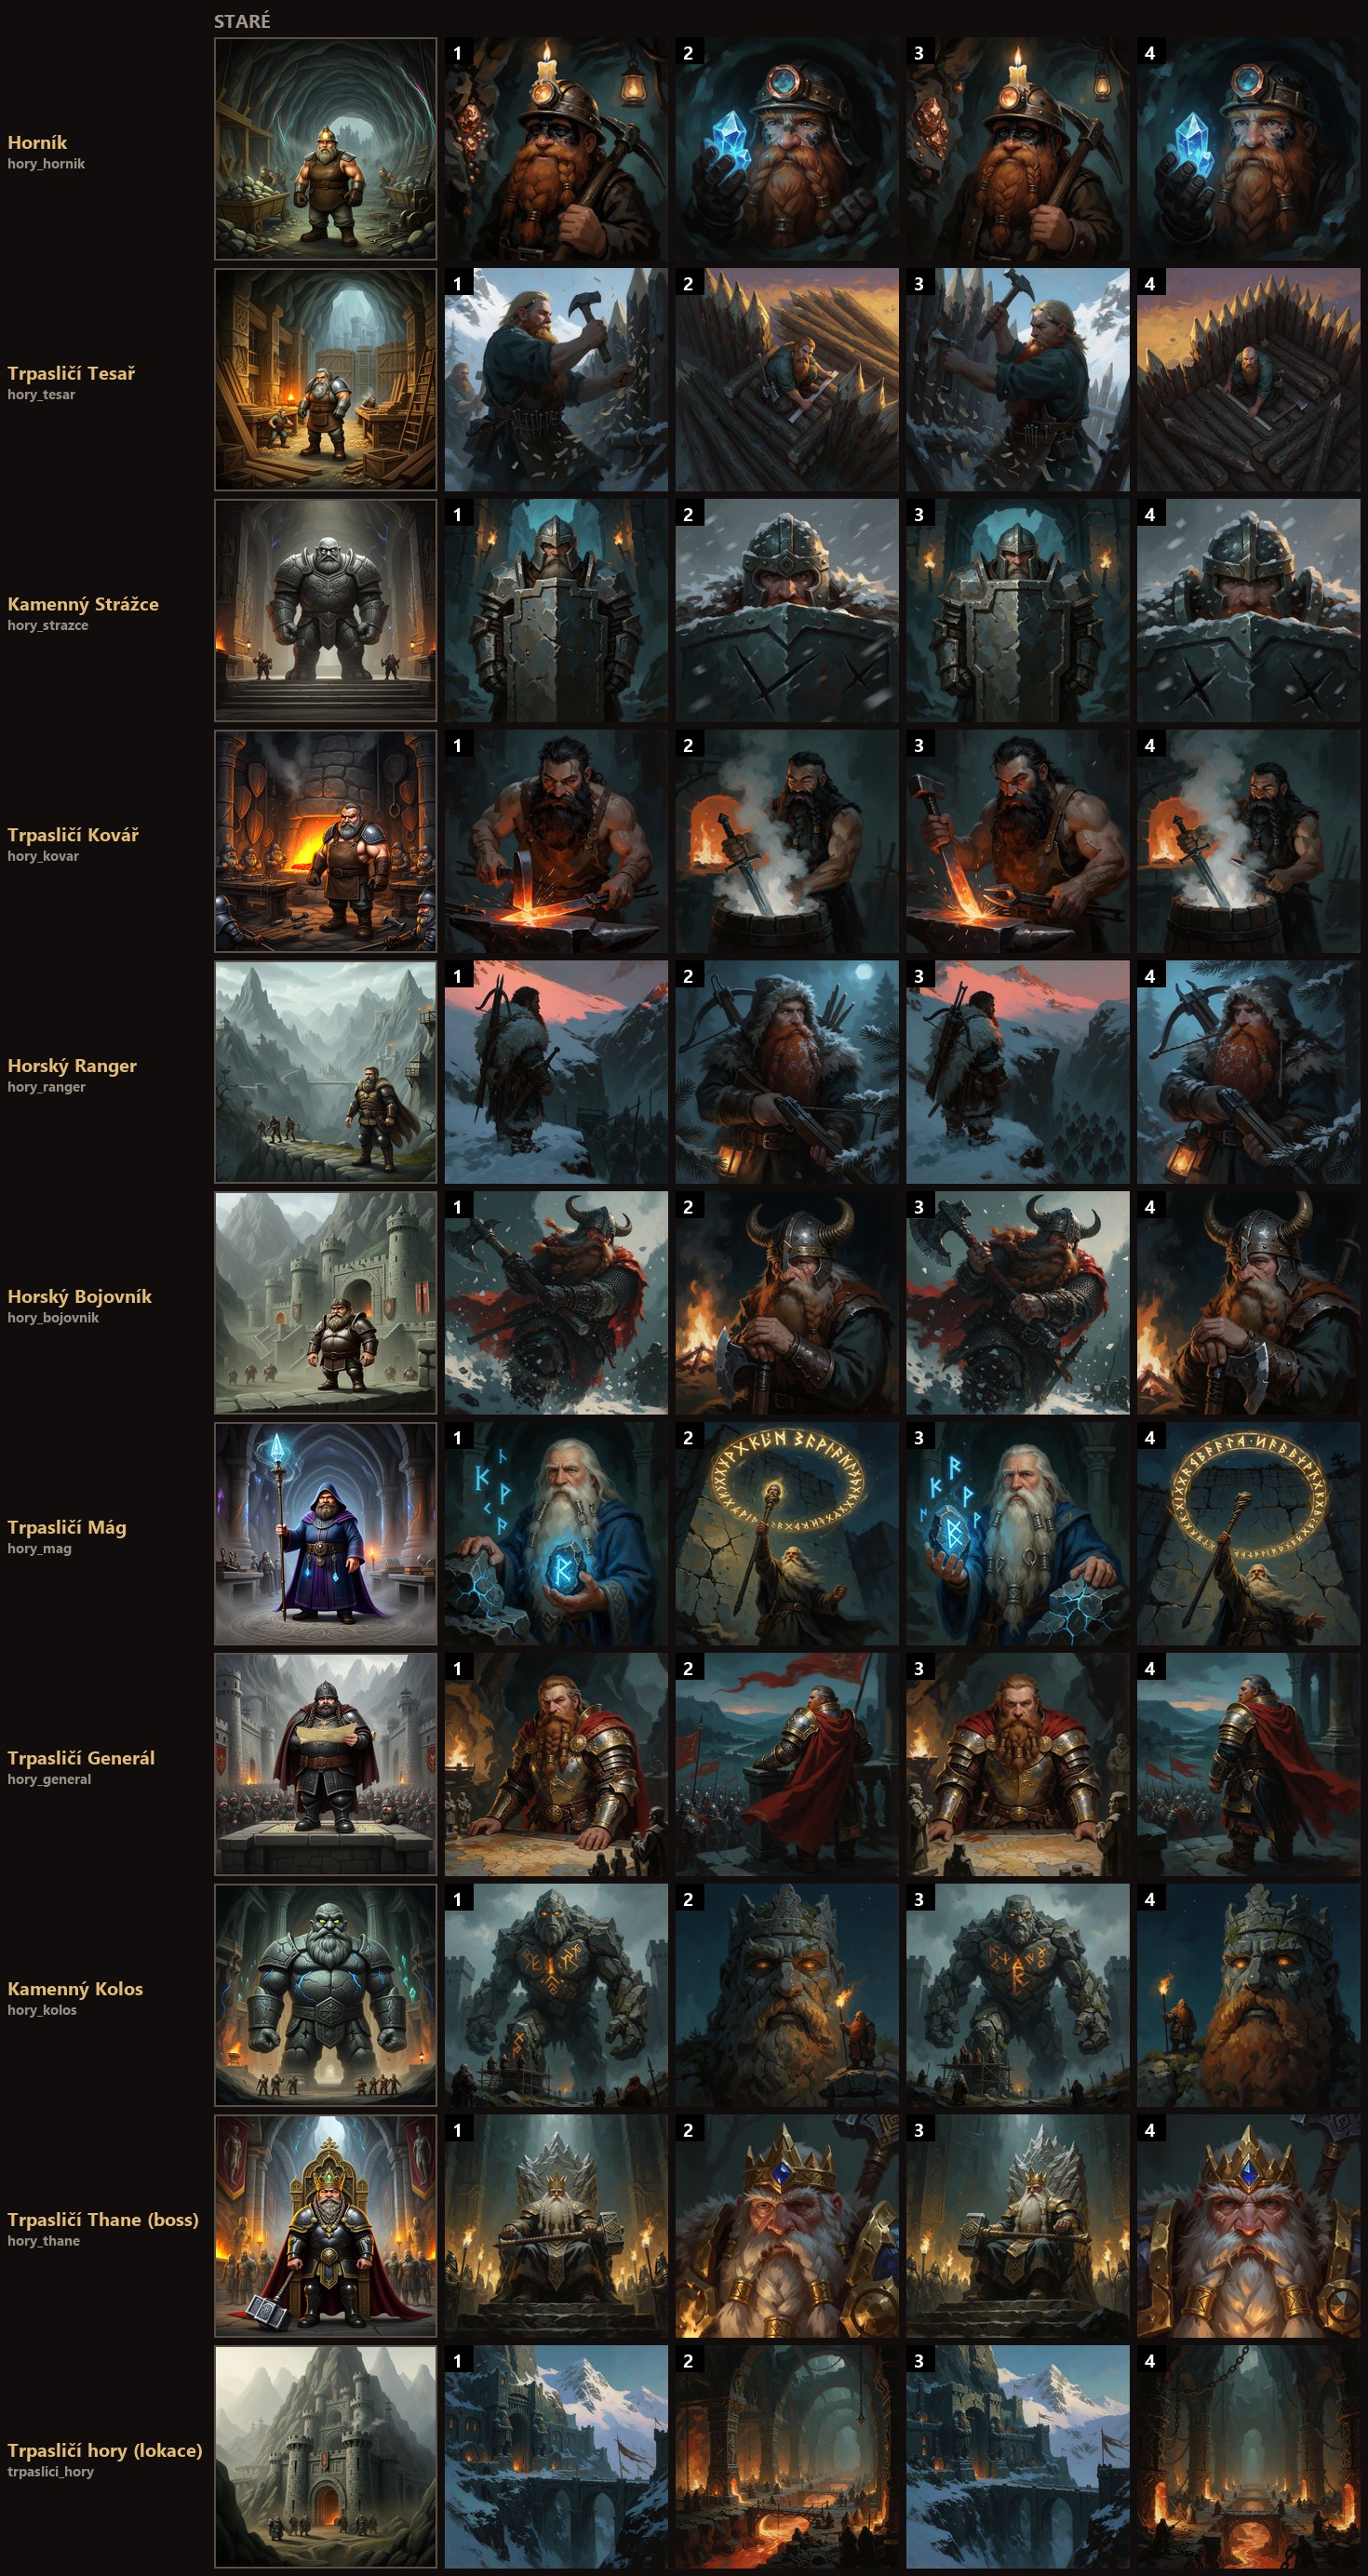 STARÉ
Horník
hory_hornik
1
2
3
4
Trpasličí Tesař
hory_tesar
1
2
3
4
Kamenný Strážce
hory_strazce
1
2
3
4
Trpasličí Kovář
hory_kovar
1
2
3
4
Horský Ranger
hory_ranger
1
2
3
4
Horský Bojovník
hory_bojovnik
1
2
3
4
Trpasličí Mág
hory_mag
1
2
3
4
Trpasličí Generál
hory_general
1
2
3
4
Kamenný Kolos
hory_kolos
1
2
3
4
Trpasličí Thane (boss)
hory_thane
1
2
3
4
Trpasličí hory (lokace)
trpaslici_hory
1
2
3
4